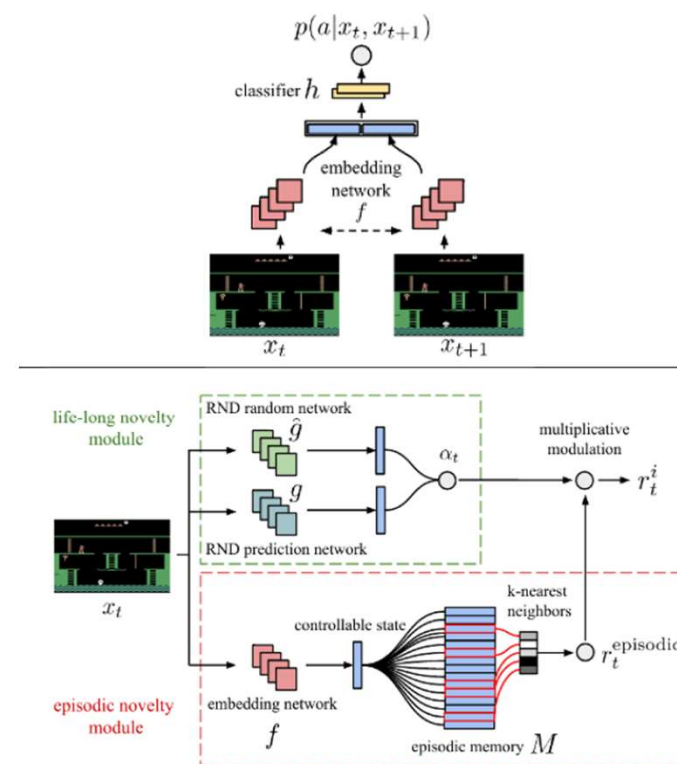 p(a|x_t, x_{t+1})
classifier h
embedding
network
f
x_t
x_{t+1}
life-long novelty
module
RND random network
ĝ
α_t
g
RND prediction network
multiplicative
modulation
r_t^i
x_t
k-nearest
neighbors
controllable state
r_t^{episodic}
episodic novelty
module
embedding network
f
episodic memory M